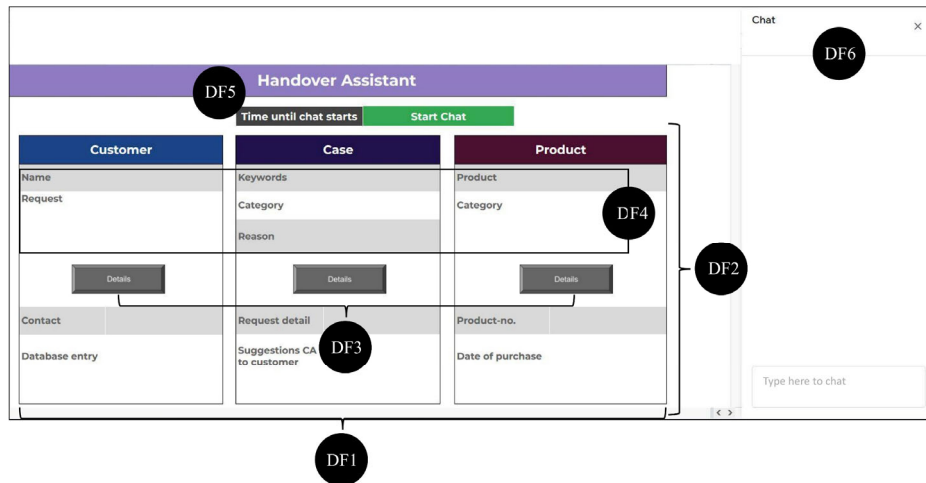 Chat
×
DF6
Handover Assistant
DF5
Time until chat starts
Start Chat
Customer
Case
Product
Name
Keywords
Product
Request
Category
Category
DF4
Reason
DF2
Details
Details
Details
Contact
Request detail
Product-no.
DF3
Database entry
Suggestions CA
to customer
Date of purchase
Type here to chat
< >
DF1